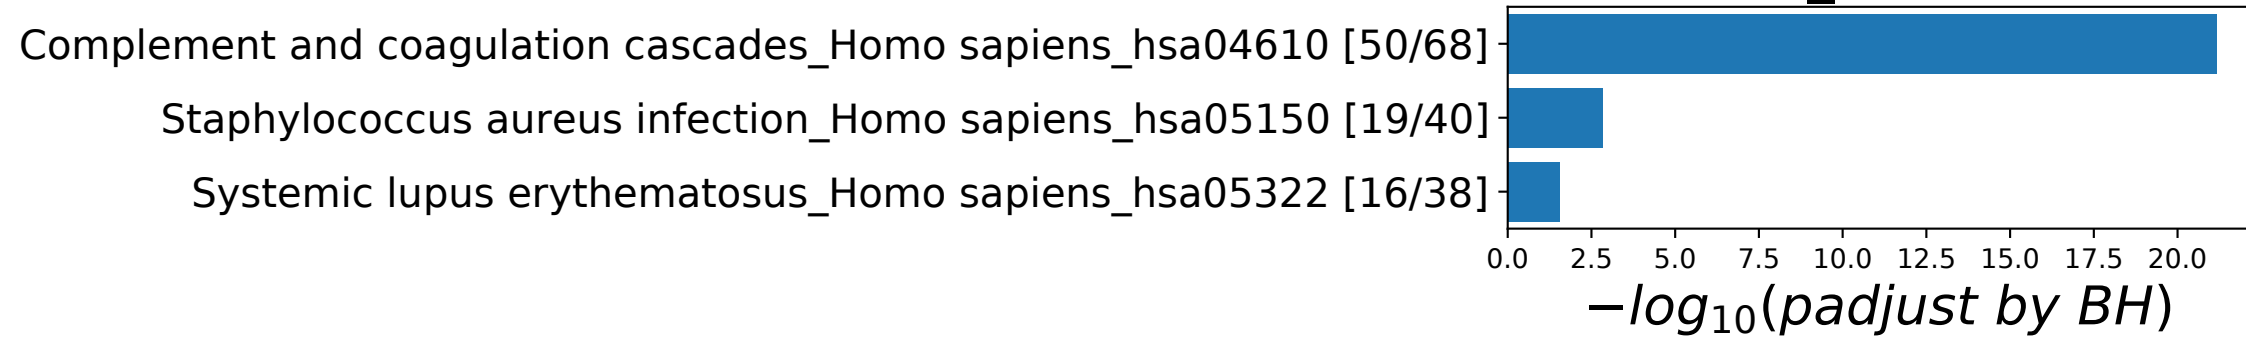 Complement and coagulation cascades_Homo sapiens_hsa04610 [50/68]
Staphylococcus aureus infection_Homo sapiens_hsa05150 [19/40]
Systemic lupus erythematosus_Homo sapiens_hsa05322 [16/38]
0.0 2.5 5.0 7.5 10.0 12.5 15.0 17.5 20.0
−log₁₀(padjust by BH)